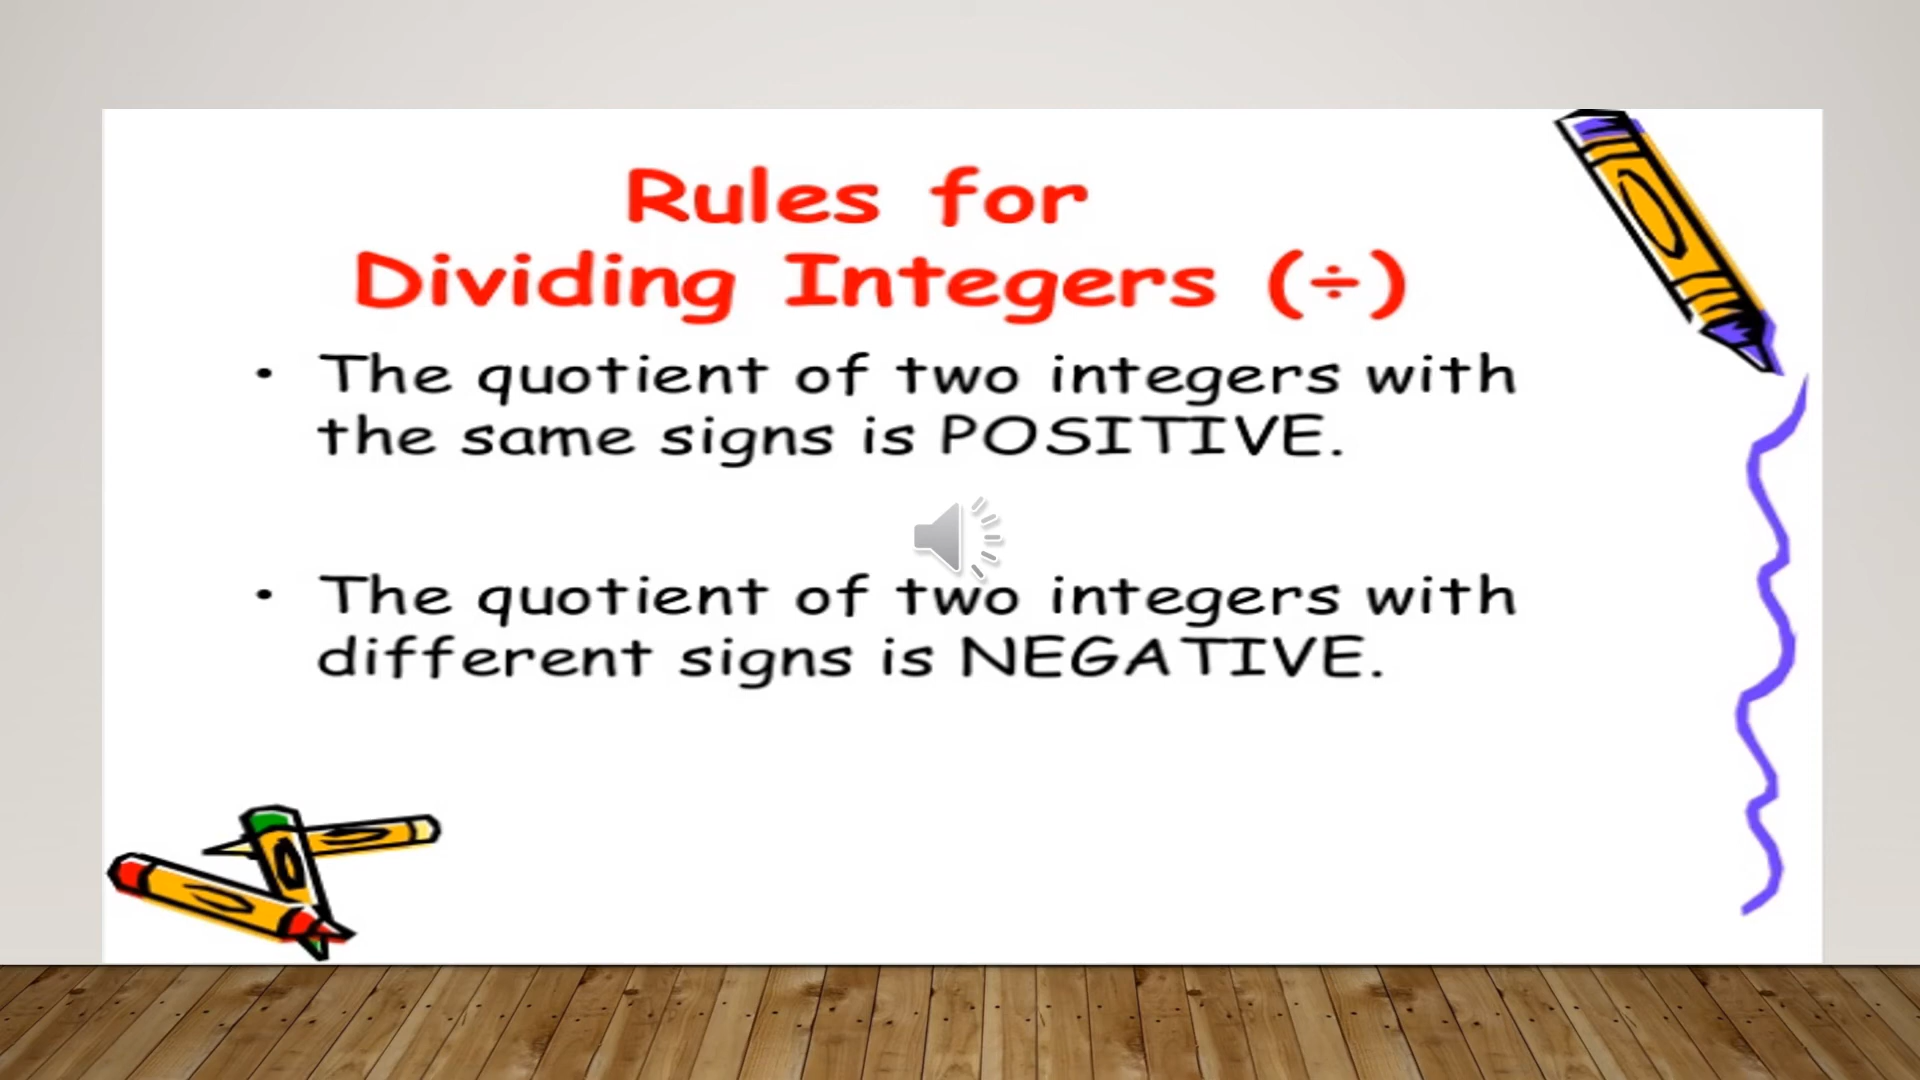 Rules for
Dividing Integers (÷)
• The quotient of two integers with
the same signs is POSITIVE.
• The quotient of two integers with
different signs is NEGATIVE.